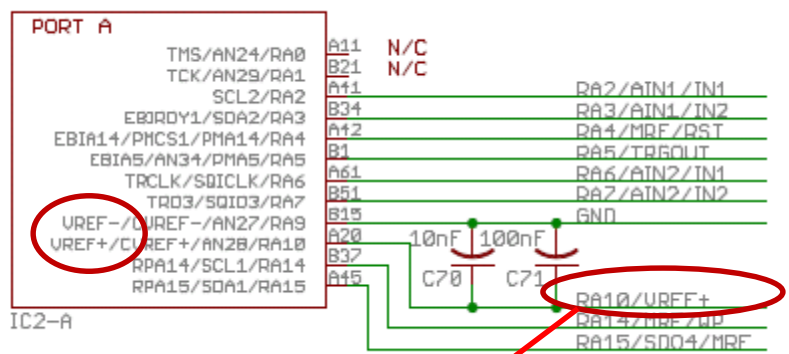 PORT A
TMS/AN24/RA0 A11 N/C
TCK/AN29/RA1 B21 N/C
SCL2/RA2 A41 RA2/AIN1/IN1
EBIRDY1/SDA2/RA3 B34 RA3/AIN1/IN2
EBIA14/PMCS1/PMA14/RA4 A42 RA4/MRF/RST
EBIA5/AN34/PMA5/RA5 B1 RA5/TRGOUT
TRCLK/SQICLK/RA6 A61 RA6/AIN2/IN1
TRD3/SQID3/RA7 B51 RA7/AIN2/IN2
VREF-/CVREF-/AN27/RA9 B15 GND
VREF+/CVREF+/AN28/RA10 A20 10nF 100nF
RPA14/SCL1/RA14 B37 C70 C71
RPA15/SDA1/RA15 A45 RA10/VREF+
IC2-A RA14/MRF/WP
RA15/SDO4/MRF